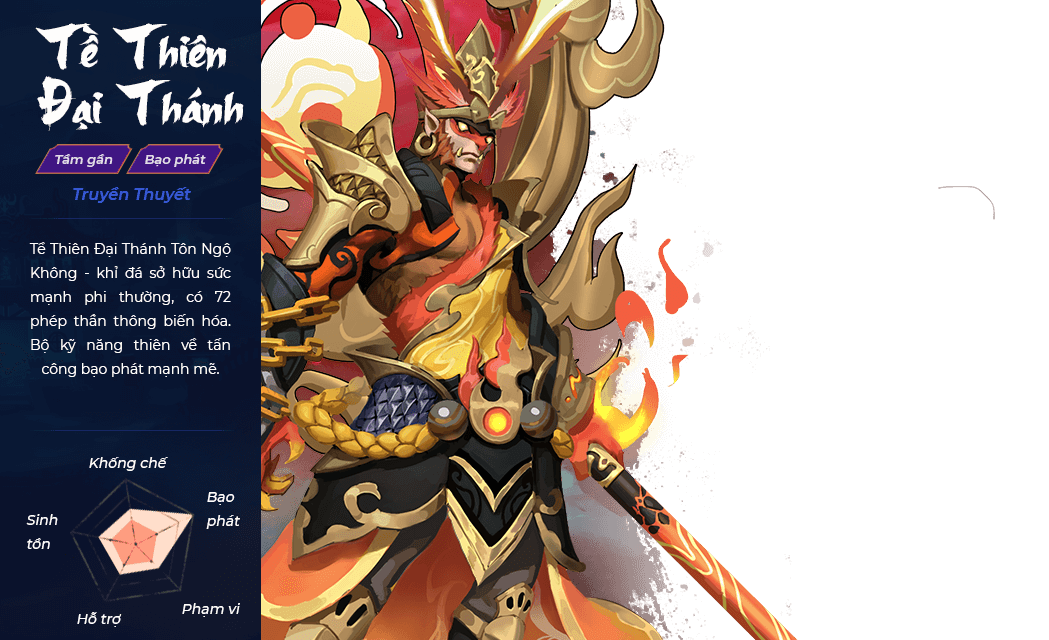 Tề Thiên
Đại Thánh
Tầm gần
Bạo phát
Truyền Thuyết
Tề Thiên Đại Thánh Tôn Ngộ
Không - khỉ đá sở hữu sức
mạnh phi thường, có 72
phép thần thông biến hóa.
Bộ kỹ năng thiên về tấn
công bạo phát mạnh mẽ.
Khống chế
Bạo
phát
Sinh
tồn
Phạm vi
Hỗ trợ